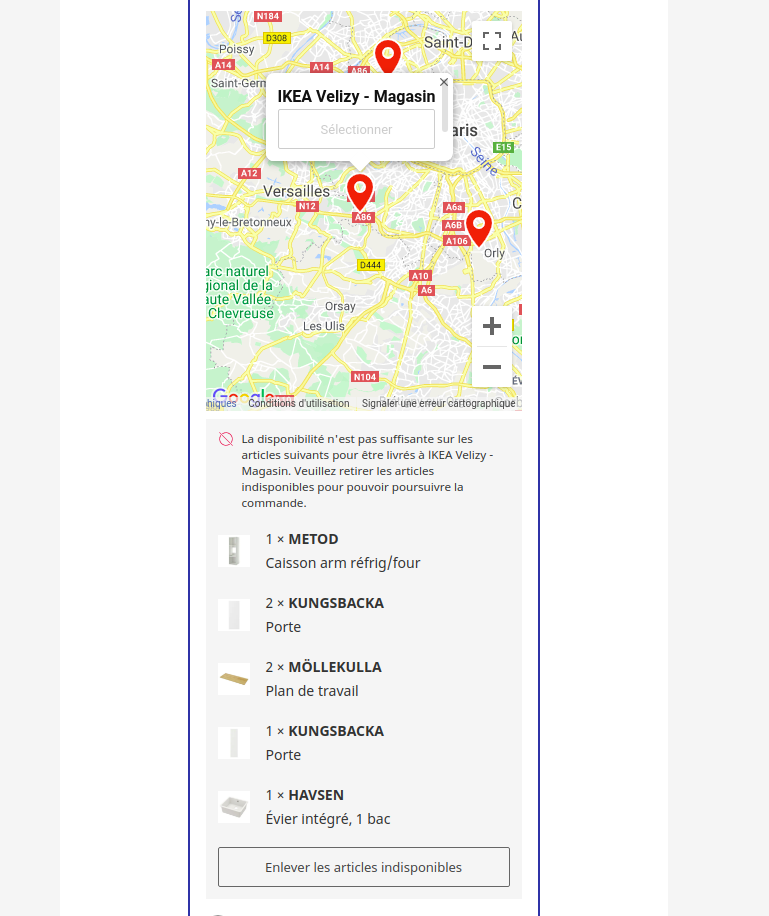 N184
D308
Poissy
Saint-D
A14
A14
A86
Saint-Germ
IKEA Velizy - Magasin
Sélectionner
aris
E15
Seine
A12
Versailles
N12
A86
A6a
ny-le-Bretonneux
A6B
A106
Orly
D444
arc naturel
gional de la
aute Vallée
Chevreuse
A10
A6
Orsay
Les Ulis
N104
Google
hiques
Conditions d'utilisation
Signaler une erreur cartographique
La disponibilité n'est pas suffisante sur les
articles suivants pour être livrés à IKEA Velizy -
Magasin. Veuillez retirer les articles
indisponibles pour pouvoir poursuivre la
commande.
1 × METOD
Caisson arm réfrig/four
2 × KUNGSBACKA
Porte
2 × MÖLLEKULLA
Plan de travail
1 × KUNGSBACKA
Porte
1 × HAVSEN
Évier intégré, 1 bac
Enlever les articles indisponibles